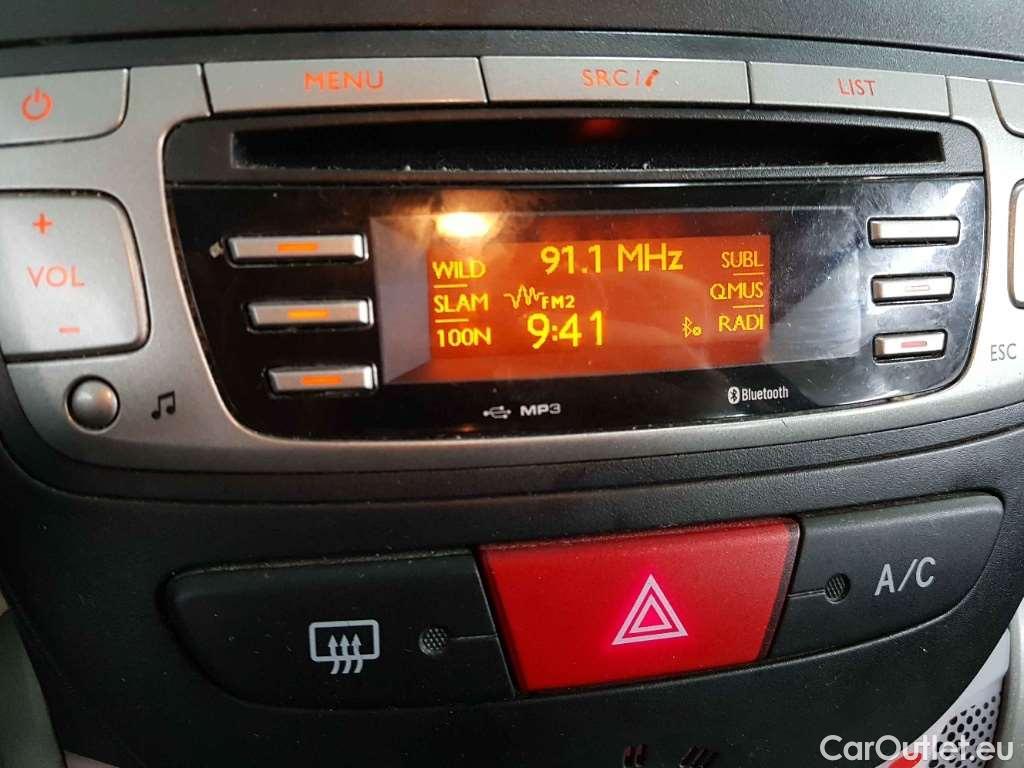 MENU SRC/ LIST
+
VOL
-
WILD 91.1 MHz SUBL
SLAM FM2 QMUS
100N 9:41 RADI
ESC
MP3 Bluetooth
A/C
CarOutlet.eu